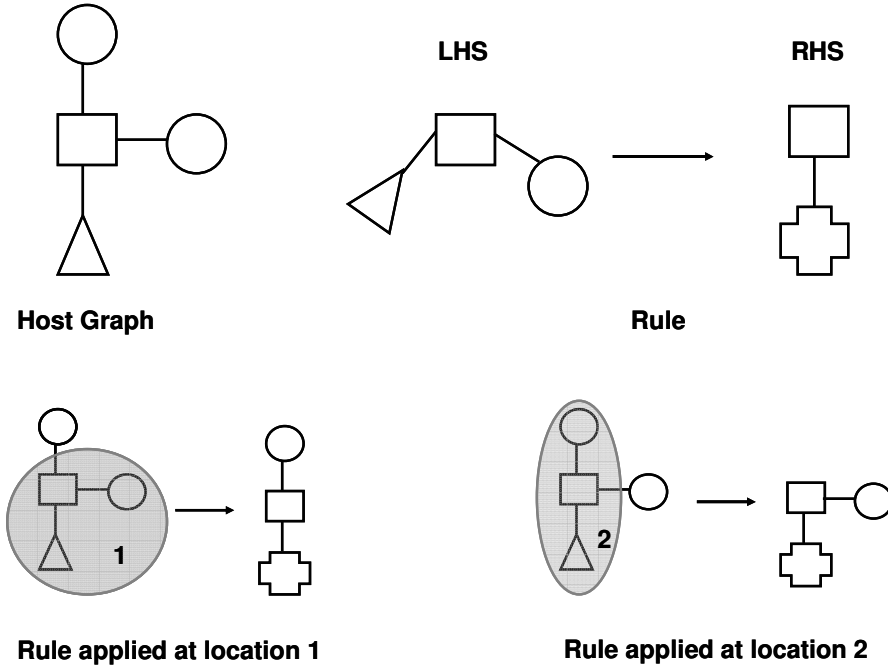 LHS
RHS
Host Graph
Rule
1
2
Rule applied at location 1
Rule applied at location 2